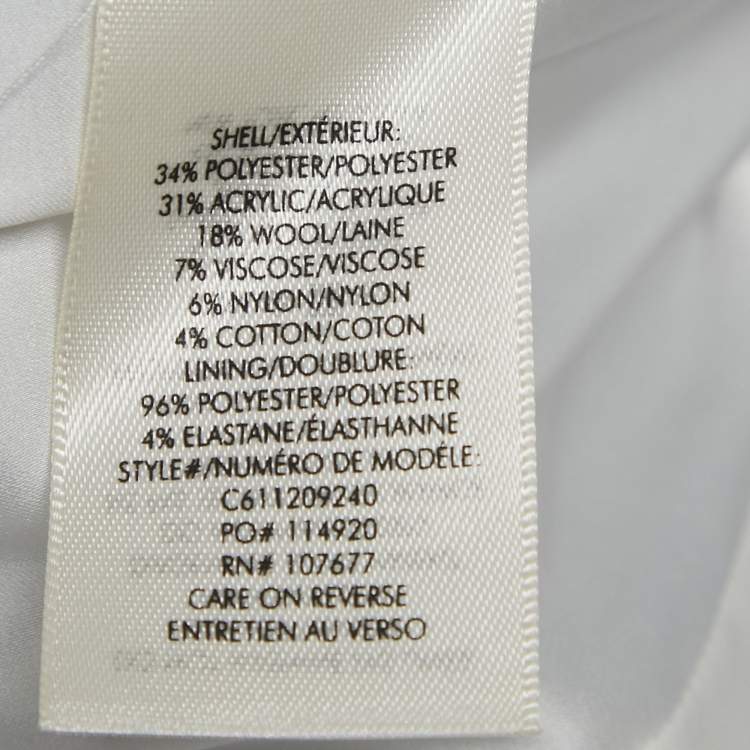 SHELL/EXTÉRIEUR:
34% POLYESTER/POLYESTER
31% ACRYLIC/ACRYLIQUE
18% WOOL/LAINE
7% VISCOSE/VISCOSE
6% NYLON/NYLON
4% COTTON/COTON
LINING/DOUBLURE:
96% POLYESTER/POLYESTER
4% ELASTANE/ÉLASTHANNE
STYLE#/NUMÉRO DE MODÉLE:
C611209240
PO# 114920
RN# 107677
CARE ON REVERSE
ENTRETIEN AU VERSO